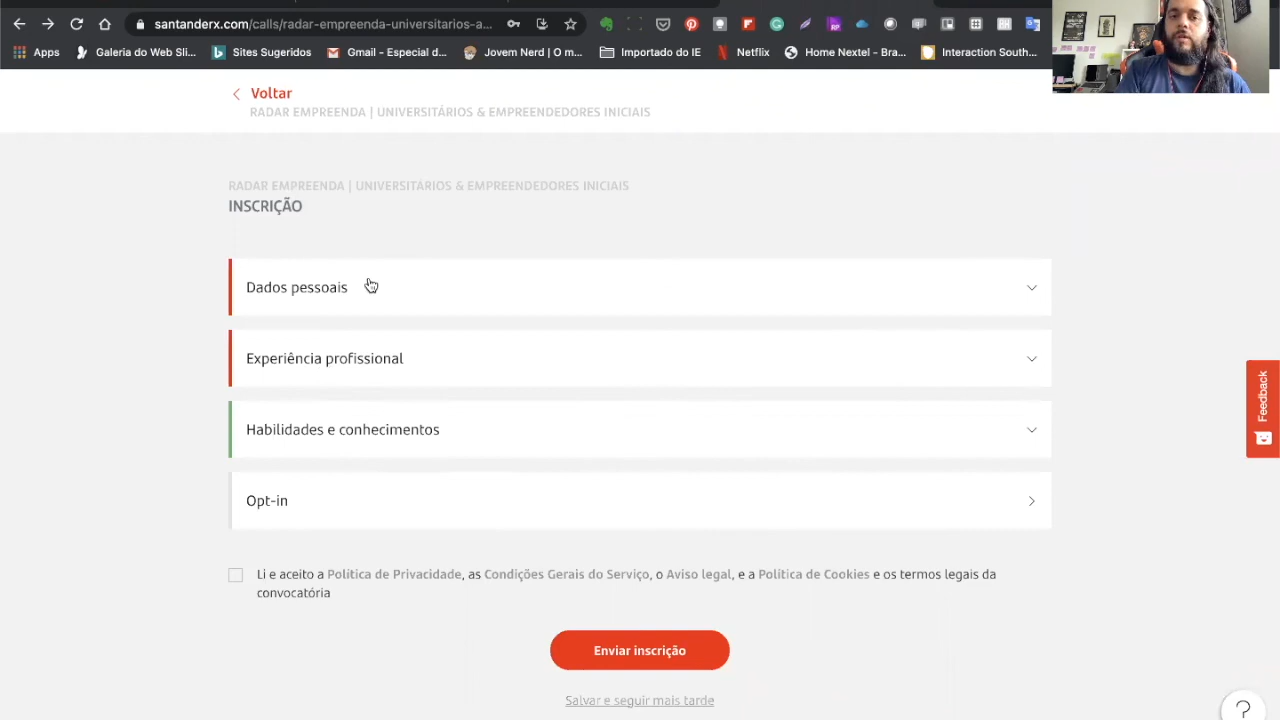 santanderx.com/calls/radar-empreenda-universitarios-a...
Apps
Galeria do Web Sli...
Sites Sugeridos
Gmail - Especial d...
Jovem Nerd | O m...
Importado do IE
Netflix
Home Nextel - Bra...
Interaction South...
Voltar
RADAR EMPREENDA | UNIVERSITÁRIOS & EMPREENDEDORES INICIAIS
RADAR EMPREENDA | UNIVERSITÁRIOS & EMPREENDEDORES INICIAIS
INSCRIÇÃO
Dados pessoais
Experiência profissional
Habilidades e conhecimentos
Opt-in
Feedback
Li e aceito a Política de Privacidade, as Condições Gerais do Serviço, o Aviso legal, e a Política de Cookies e os termos legais da
convocatória
Enviar inscrição
Salvar e seguir mais tarde
?